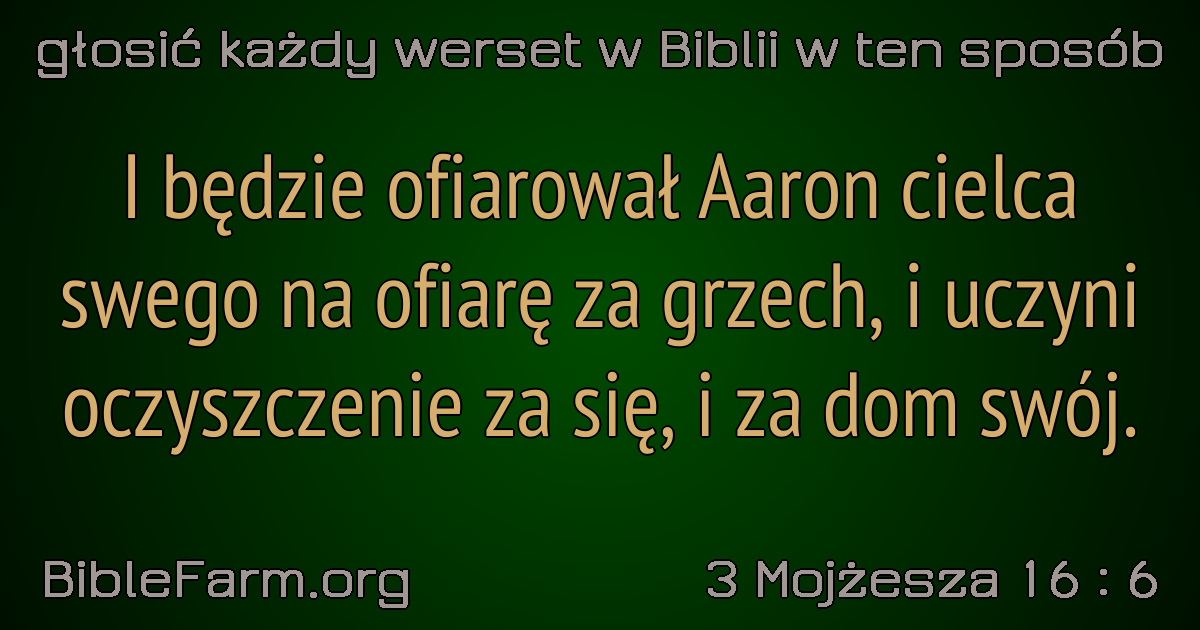 głosić każdy werset w Biblii w ten sposób
I będzie ofiarował Aaron cielca
swego na ofiarę za grzech, i uczyni
oczyszczenie za się, i za dom swój.
BibleFarm.org
3 Mojżesza 16 : 6